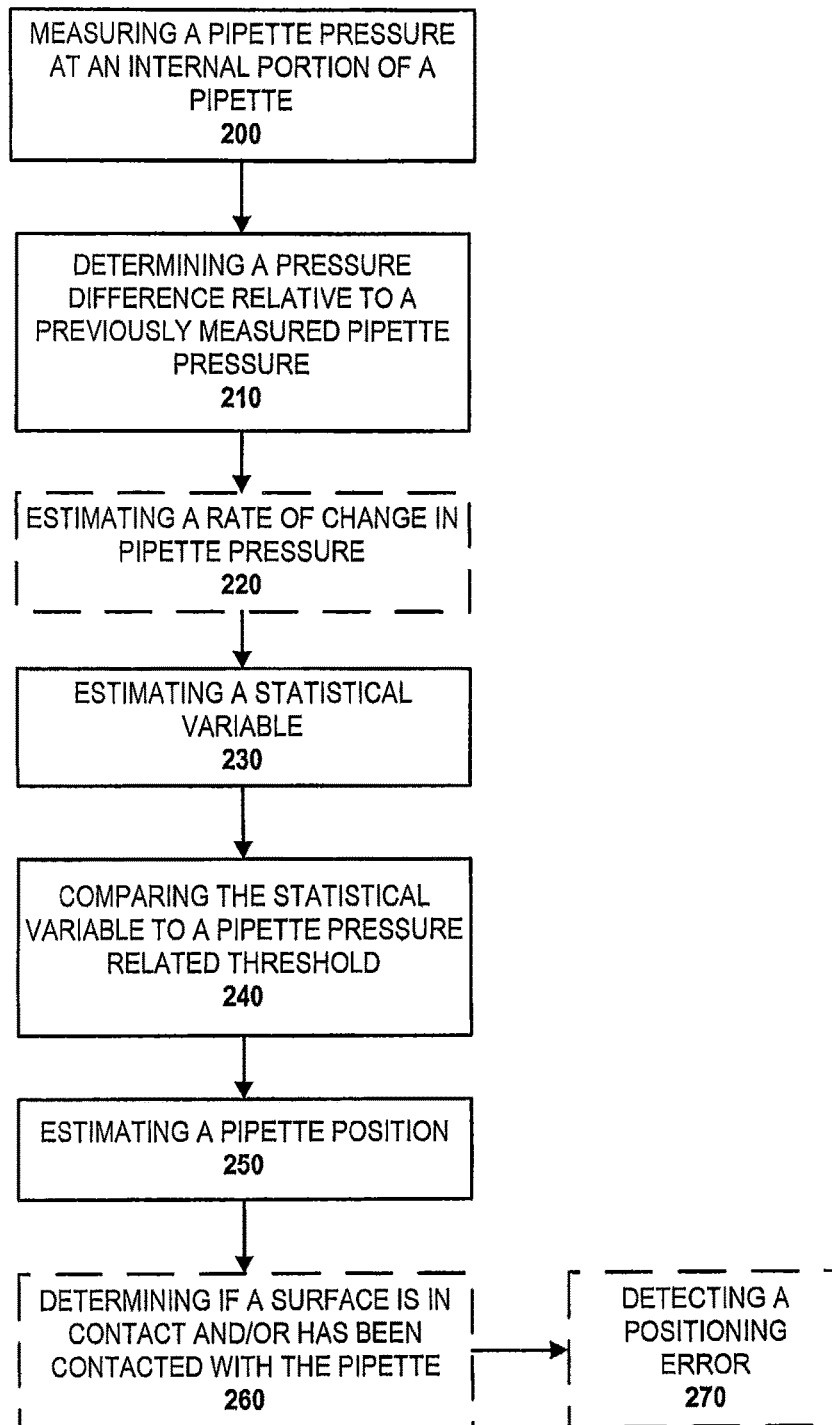 MEASURING A PIPETTE PRESSURE
AT AN INTERNAL PORTION OF A
PIPETTE
200
DETERMINING A PRESSURE
DIFFERENCE RELATIVE TO A
PREVIOUSLY MEASURED PIPETTE
PRESSURE
210
ESTIMATING A RATE OF CHANGE IN
PIPETTE PRESSURE
220
ESTIMATING A STATISTICAL
VARIABLE
230
COMPARING THE STATISTICAL
VARIABLE TO A PIPETTE PRESSURE
RELATED THRESHOLD
240
ESTIMATING A PIPETTE POSITION
250
DETERMINING IF A SURFACE IS IN
CONTACT AND/OR HAS BEEN
CONTACTED WITH THE PIPETTE
260
DETECTING A
POSITIONING
ERROR
270